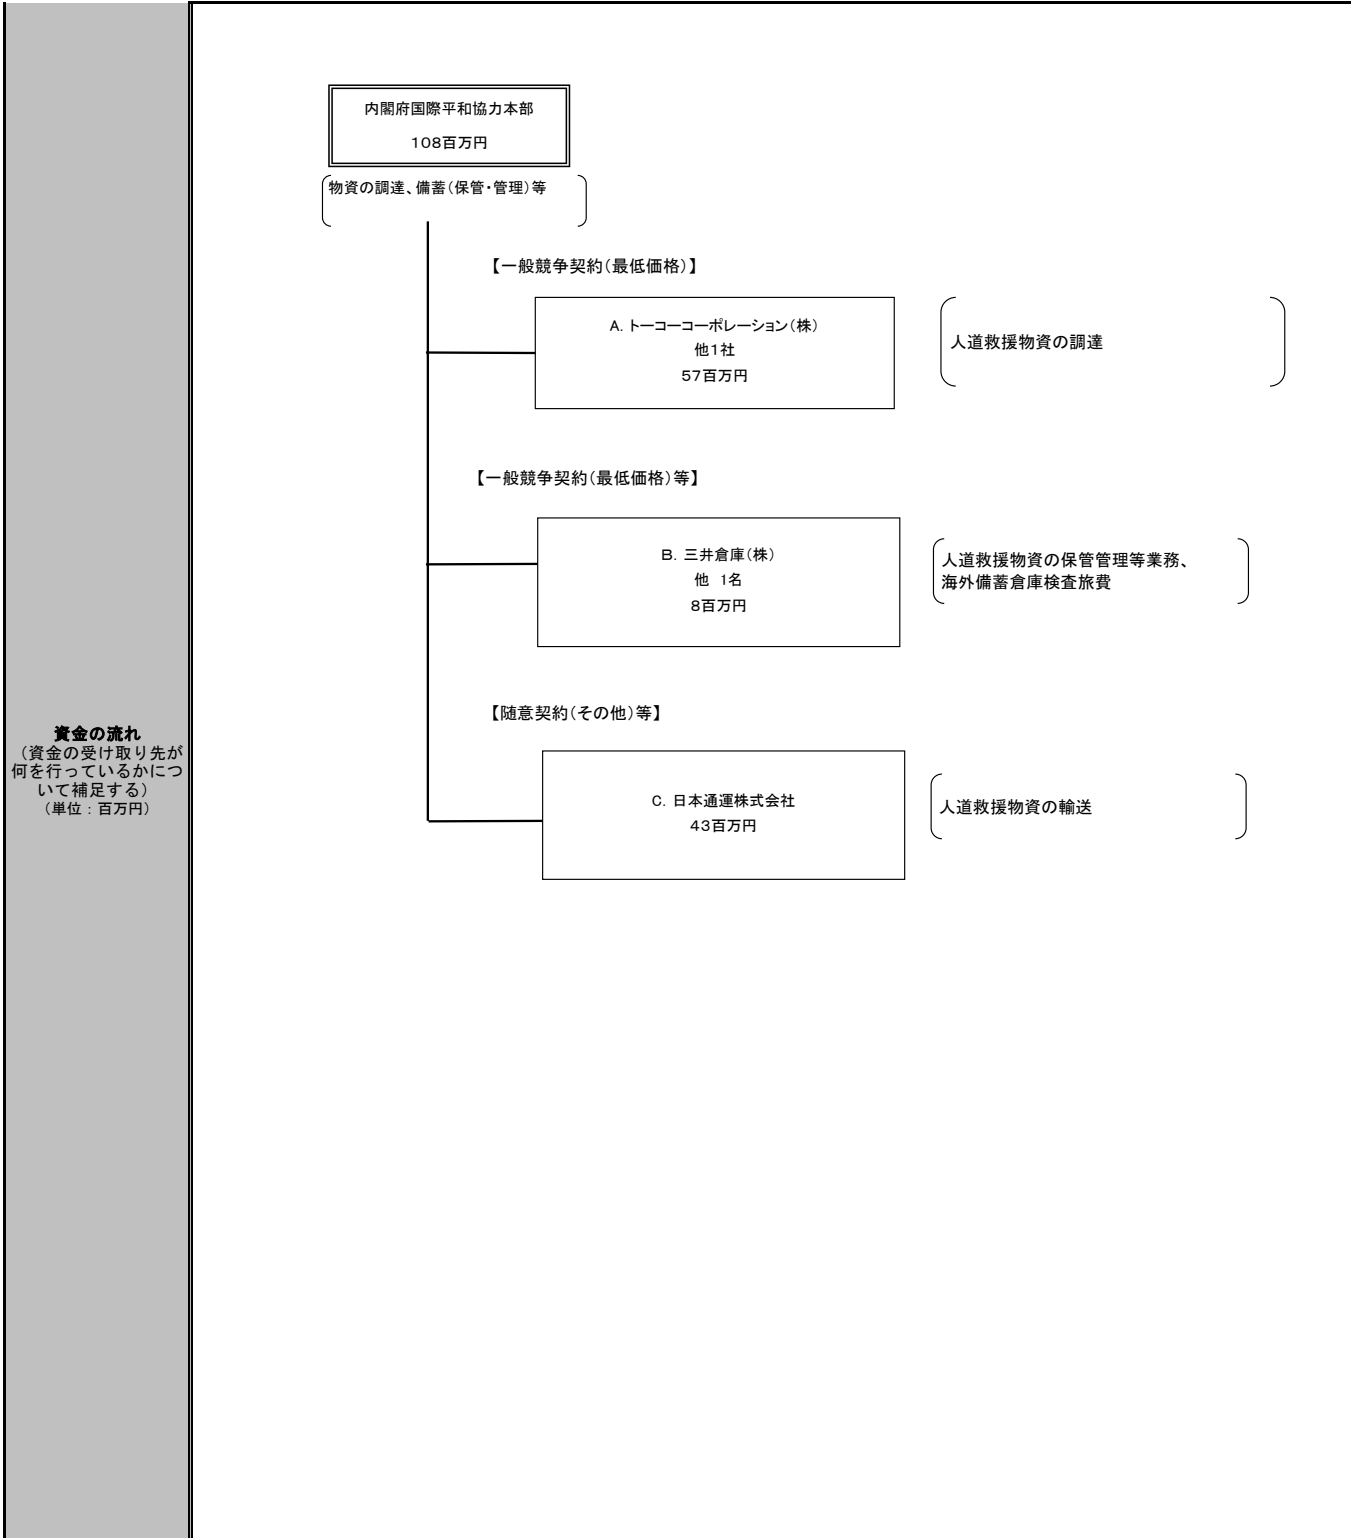 内閣府国際平和協力本部
108百万円
物資の調達、備蓄（保管・管理）等
【一般競争契約（最低価格）】
A. トーコーコーポレーション（株）
他1社
57百万円
人道救援物資の調達
【一般競争契約（最低価格）等】
B. 三井倉庫（株）
他 1名
8百万円
人道救援物資の保管管理等業務、
海外備蓄倉庫検査旅費
【随意契約（その他）等】
C. 日本通運株式会社
43百万円
人道救援物資の輸送
資金の流れ
（資金の受け取り先が
何を行っているかにつ
いて補足する）
（単位：百万円）